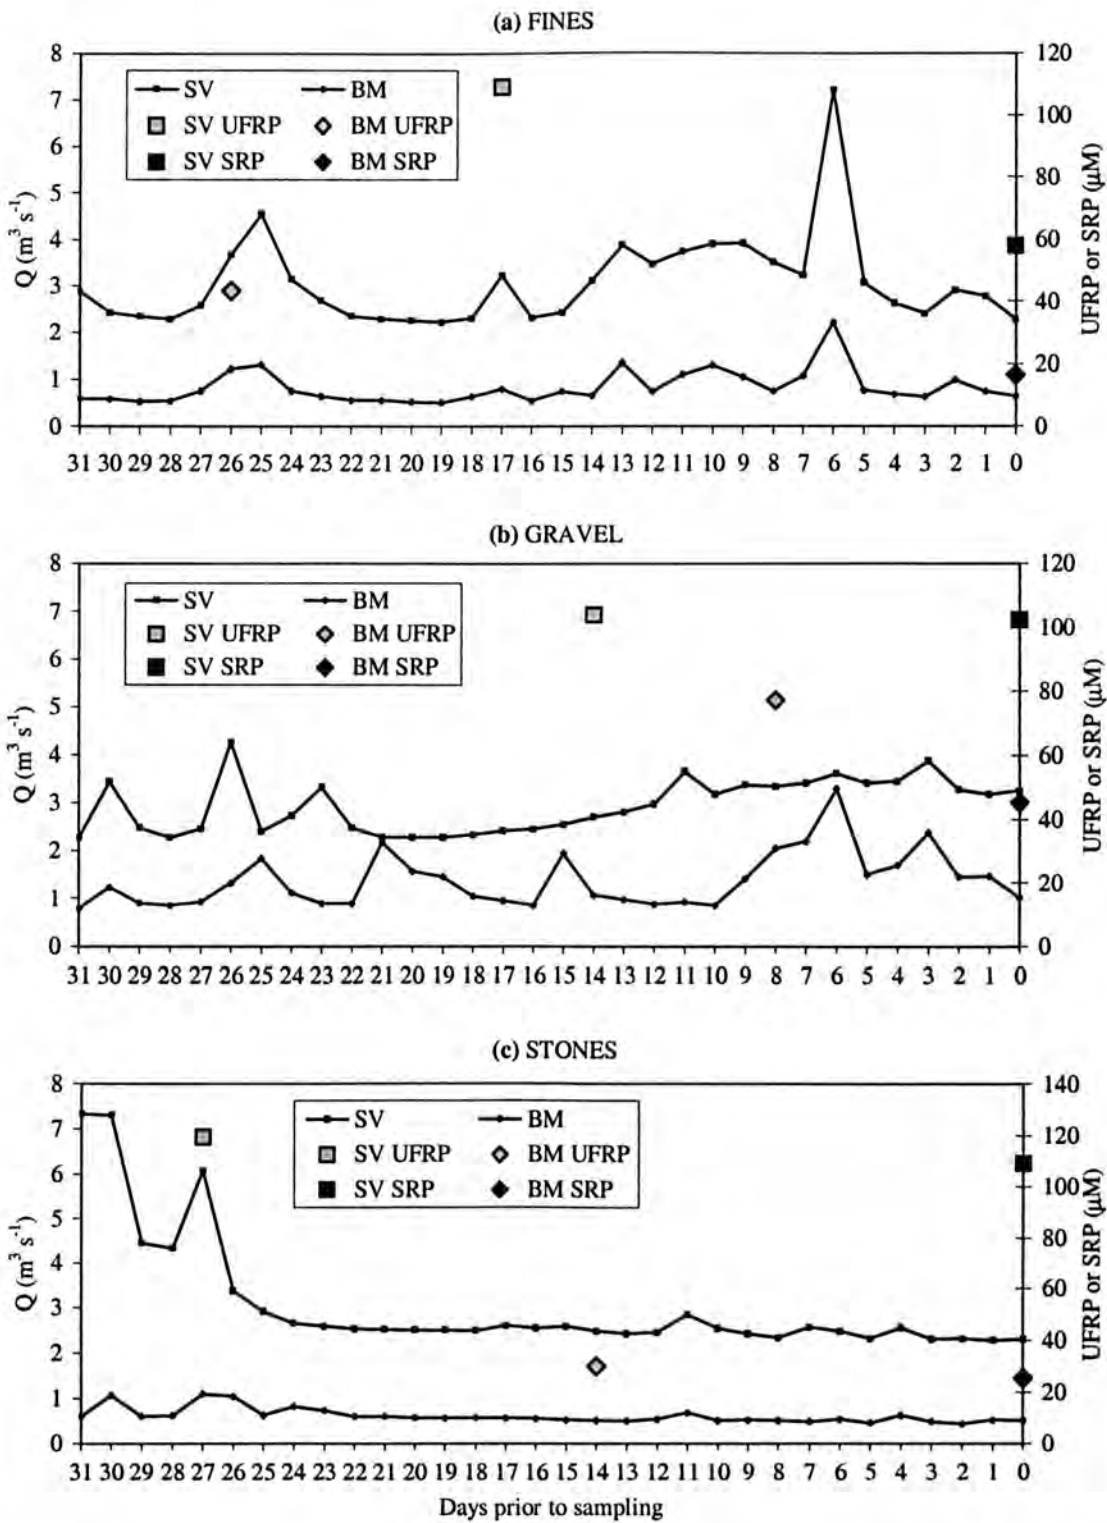 (a) FINES
8
7
6
5
4
3
2
1
0
Q (m³ s⁻¹)
SV BM
SV UFRP BM UFRP
SV SRP BM SRP
120
100
80
60
40
20
0
UFRP or SRP (µM)
31 30 29 28 27 26 25 24 23 22 21 20 19 18 17 16 15 14 13 12 11 10 9 8 7 6 5 4 3 2 1 0
(b) GRAVEL
8
7
6
5
4
3
2
1
0
Q (m³ s⁻¹)
SV BM
SV UFRP BM UFRP
SV SRP BM SRP
120
100
80
60
40
20
0
UFRP or SRP (µM)
31 30 29 28 27 26 25 24 23 22 21 20 19 18 17 16 15 14 13 12 11 10 9 8 7 6 5 4 3 2 1 0
(c) STONES
8
7
6
5
4
3
2
1
0
Q (m³ s⁻¹)
SV BM
SV UFRP BM UFRP
SV SRP BM SRP
140
120
100
80
60
40
20
0
UFRP or SRP (µM)
31 30 29 28 27 26 25 24 23 22 21 20 19 18 17 16 15 14 13 12 11 10 9 8 7 6 5 4 3 2 1 0
Days prior to sampling